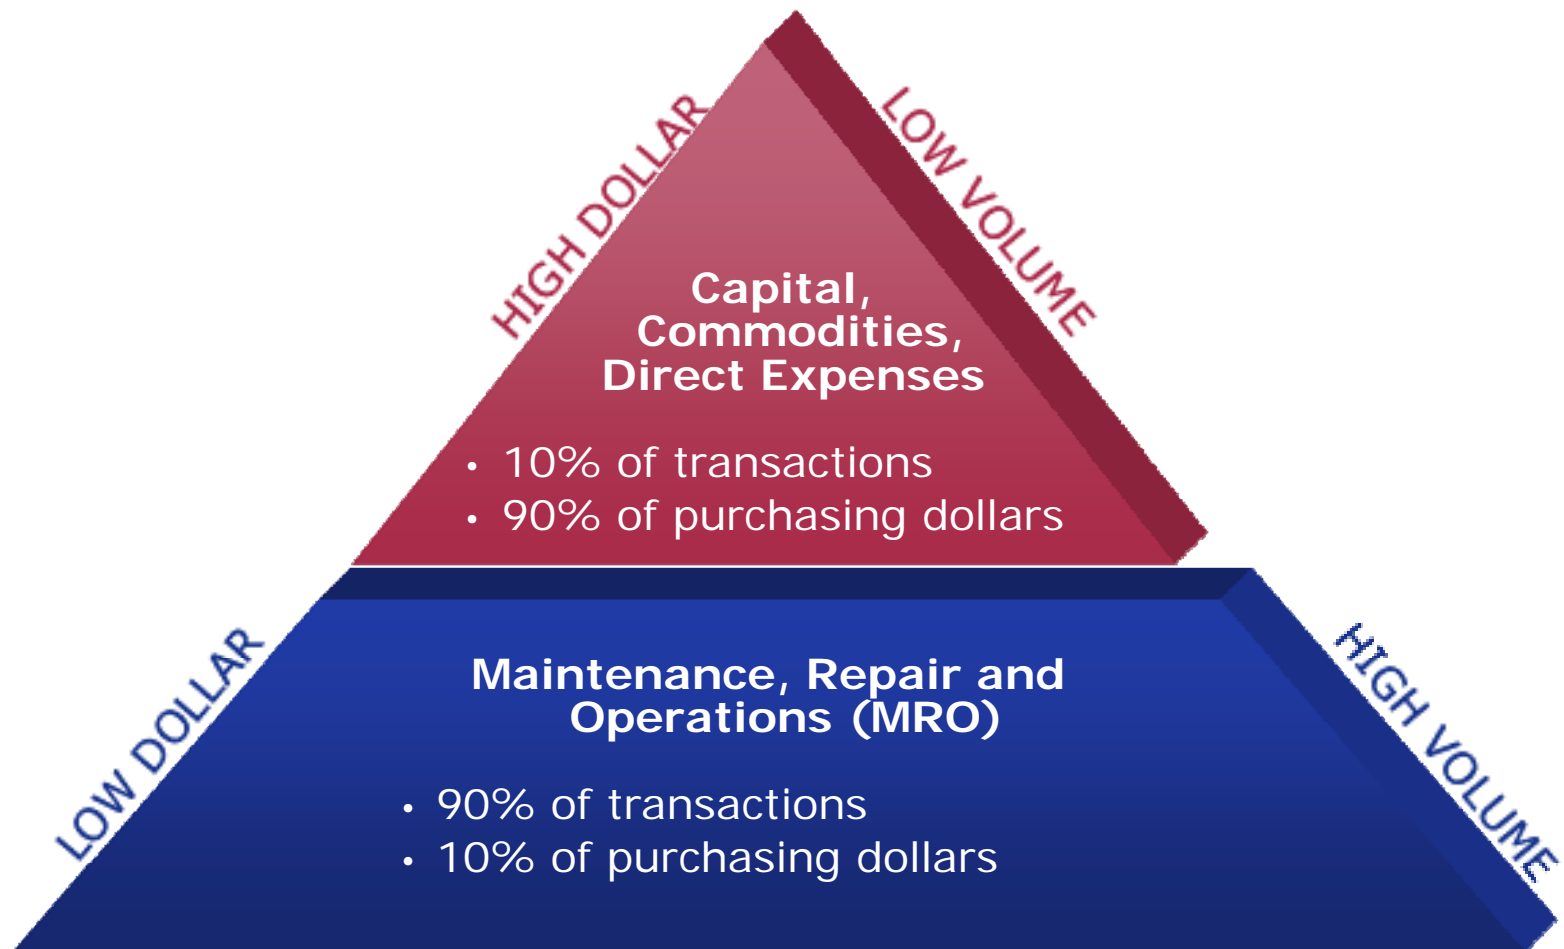 HIGH DOLLAR
LOW VOLUME
Capital,
Commodities,
Direct Expenses
• 10% of transactions
• 90% of purchasing dollars
LOW DOLLAR
HIGH VOLUME
Maintenance, Repair and
Operations (MRO)
• 90% of transactions
• 10% of purchasing dollars